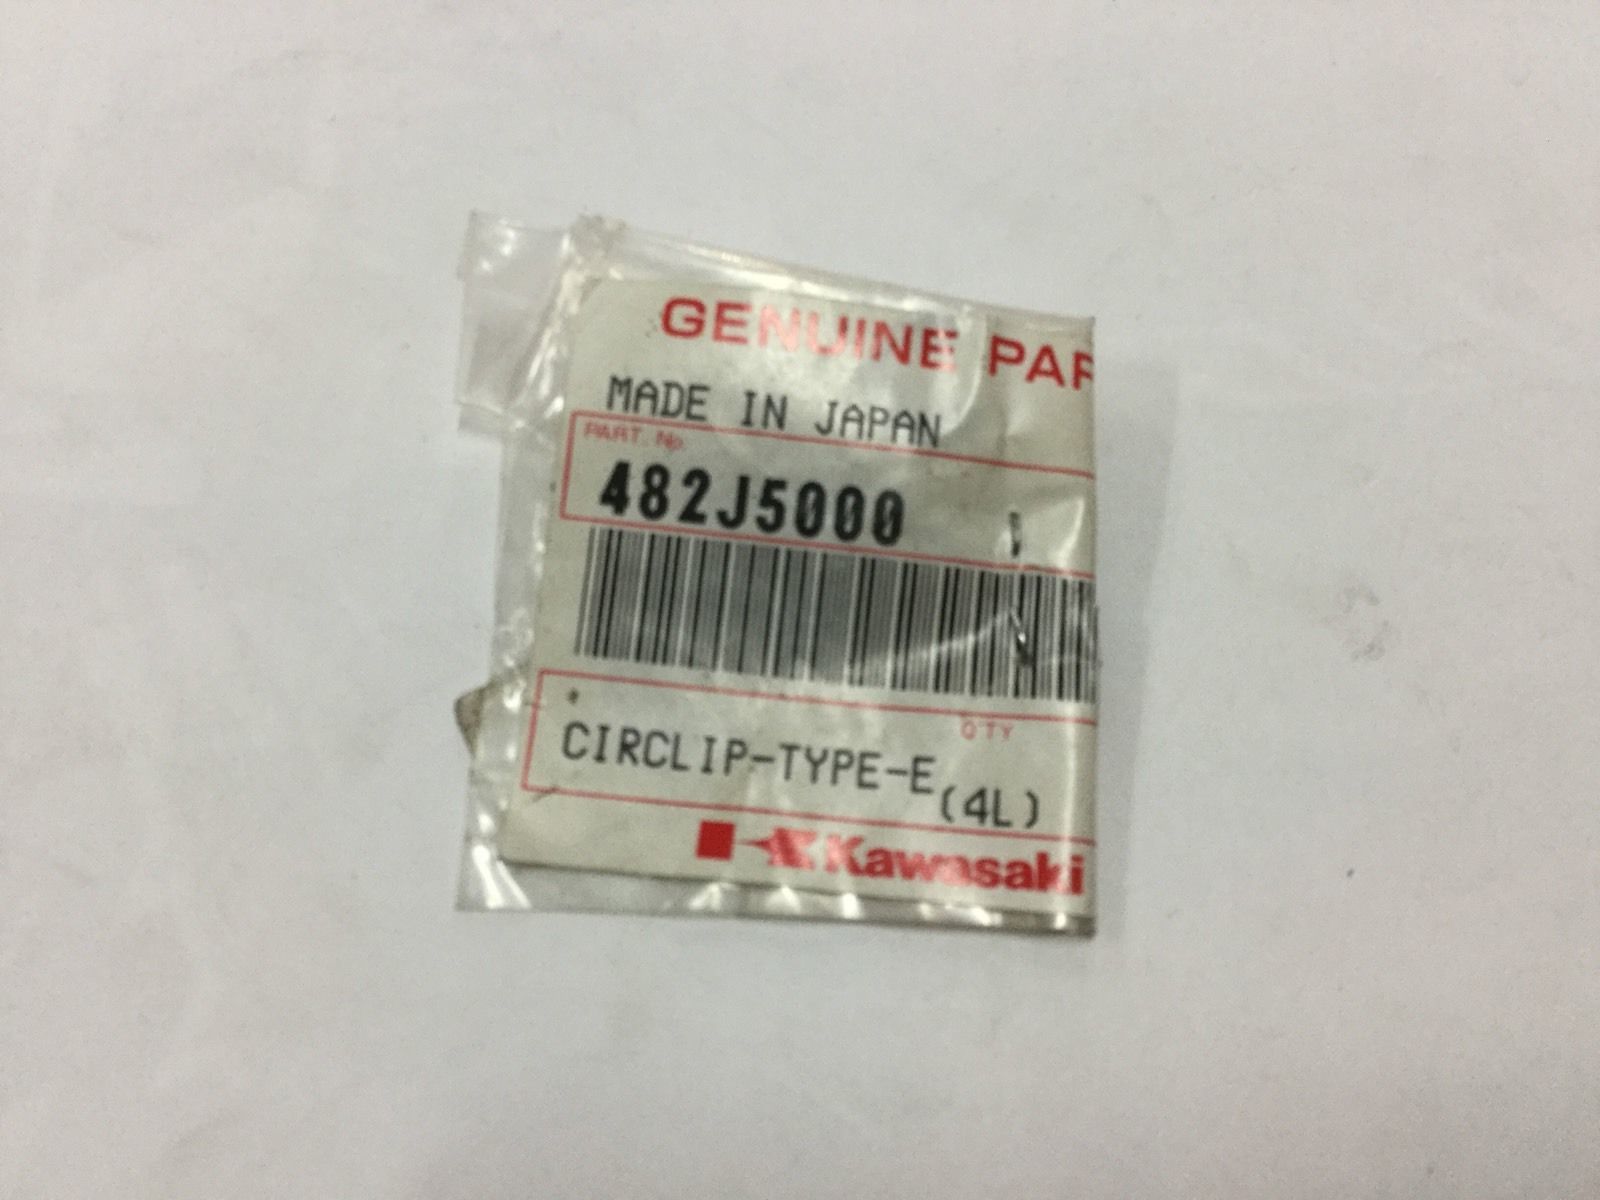 GENUINE PAR
MADE IN JAPAN
PART. No.
482J5000
QTY
CIRCLIP-TYPE-E
(4L)
Kawasaki